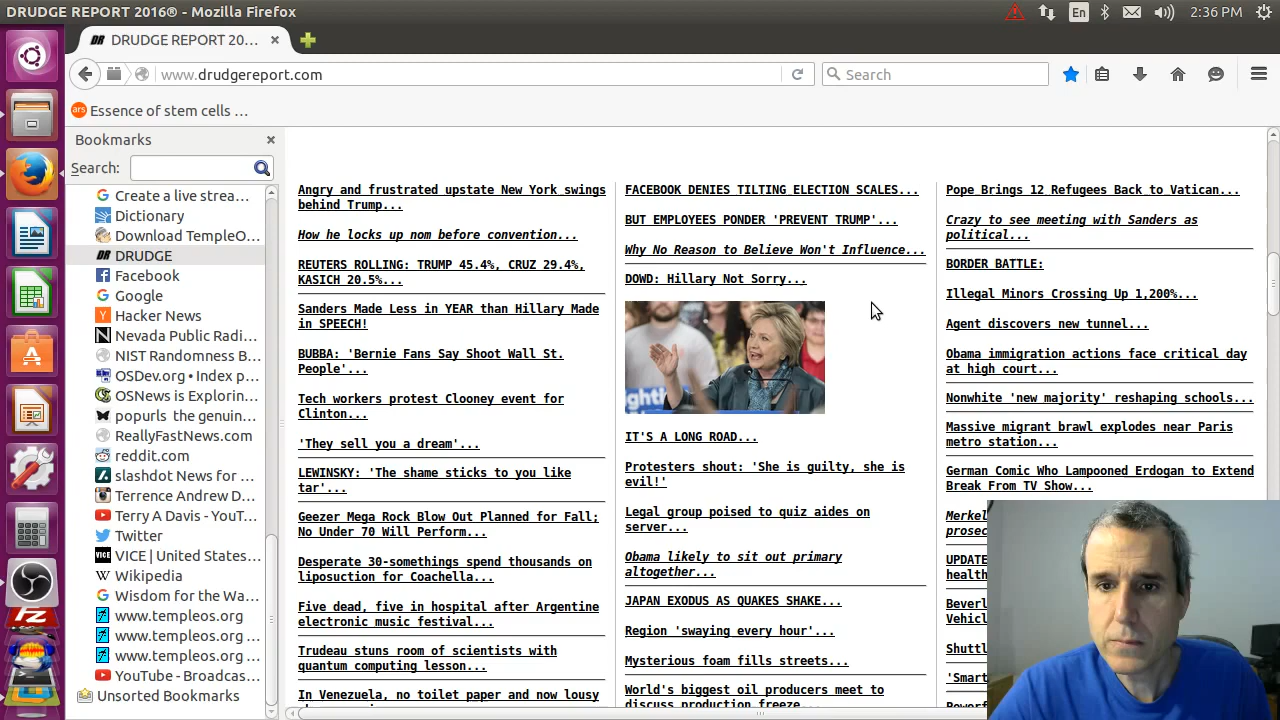 DRUDGE REPORT 2016® - Mozilla Firefox
En
2:36 PM
DR DRUDGE REPORT 20...
www.drudgereport.com
Search
ars Essence of stem cells ...
Bookmarks
Search:
Create a live strea...
Dictionary
Download TempleO...
DR DRUDGE
Facebook
Google
Hacker News
Nevada Public Radi...
NIST Randomness B...
OSDev.org • Index p...
OSNews is Explorin...
popurls the genuin...
ReallyFastNews.com
reddit.com
slashdot News for ...
Terrence Andrew D...
Terry A Davis - YouT...
Twitter
VICE | United States...
Wikipedia
Wisdom for the Wa...
www.templeos.org
www.templeos.org ...
www.templeos.org ...
YouTube - Broadcas...
Unsorted Bookmarks
Angry and frustrated upstate New York swings
behind Trump...
How he locks up nom before convention...
REUTERS ROLLING: TRUMP 45.4%, CRUZ 29.4%,
KASICH 20.5%...
Sanders Made Less in YEAR than Hillary Made
in SPEECH!
BUBBA: 'Bernie Fans Say Shoot Wall St.
People'...
Tech workers protest Clooney event for
Clinton...
'They sell you a dream'...
LEWINSKY: 'The shame sticks to you like
tar'...
Geezer Mega Rock Blow Out Planned for Fall;
No Under 70 Will Perform...
Desperate 30-somethings spend thousands on
liposuction for Coachella...
Five dead, five in hospital after Argentine
electronic music festival...
Trudeau stuns room of scientists with
quantum computing lesson...
In Venezuela, no toilet paper and now lousy
FACEBOOK DENIES TILTING ELECTION SCALES...
BUT EMPLOYEES PONDER 'PREVENT TRUMP'...
Why No Reason to Believe Won't Influence...
DOWD: Hillary Not Sorry...
IT'S A LONG ROAD...
Protesters shout: 'She is guilty, she is
evil!'
Legal group poised to quiz aides on
server...
Obama likely to sit out primary
altogether...
JAPAN EXODUS AS QUAKES SHAKE...
Region 'swaying every hour'...
Mysterious foam fills streets...
World's biggest oil producers meet to
discuss production freeze...
Pope Brings 12 Refugees Back to Vatican...
Crazy to see meeting with Sanders as
political...
BORDER BATTLE:
Illegal Minors Crossing Up 1,200%...
Agent discovers new tunnel...
Obama immigration actions face critical day
at high court...
Nonwhite 'new majority' reshaping schools...
Massive migrant brawl explodes near Paris
metro station...
German Comic Who Lampooned Erdogan to Extend
Break From TV Show...
Merkel
prosec
UPDATE
health
Beverl
Vehicl
Shuttl
'Smart
Fz